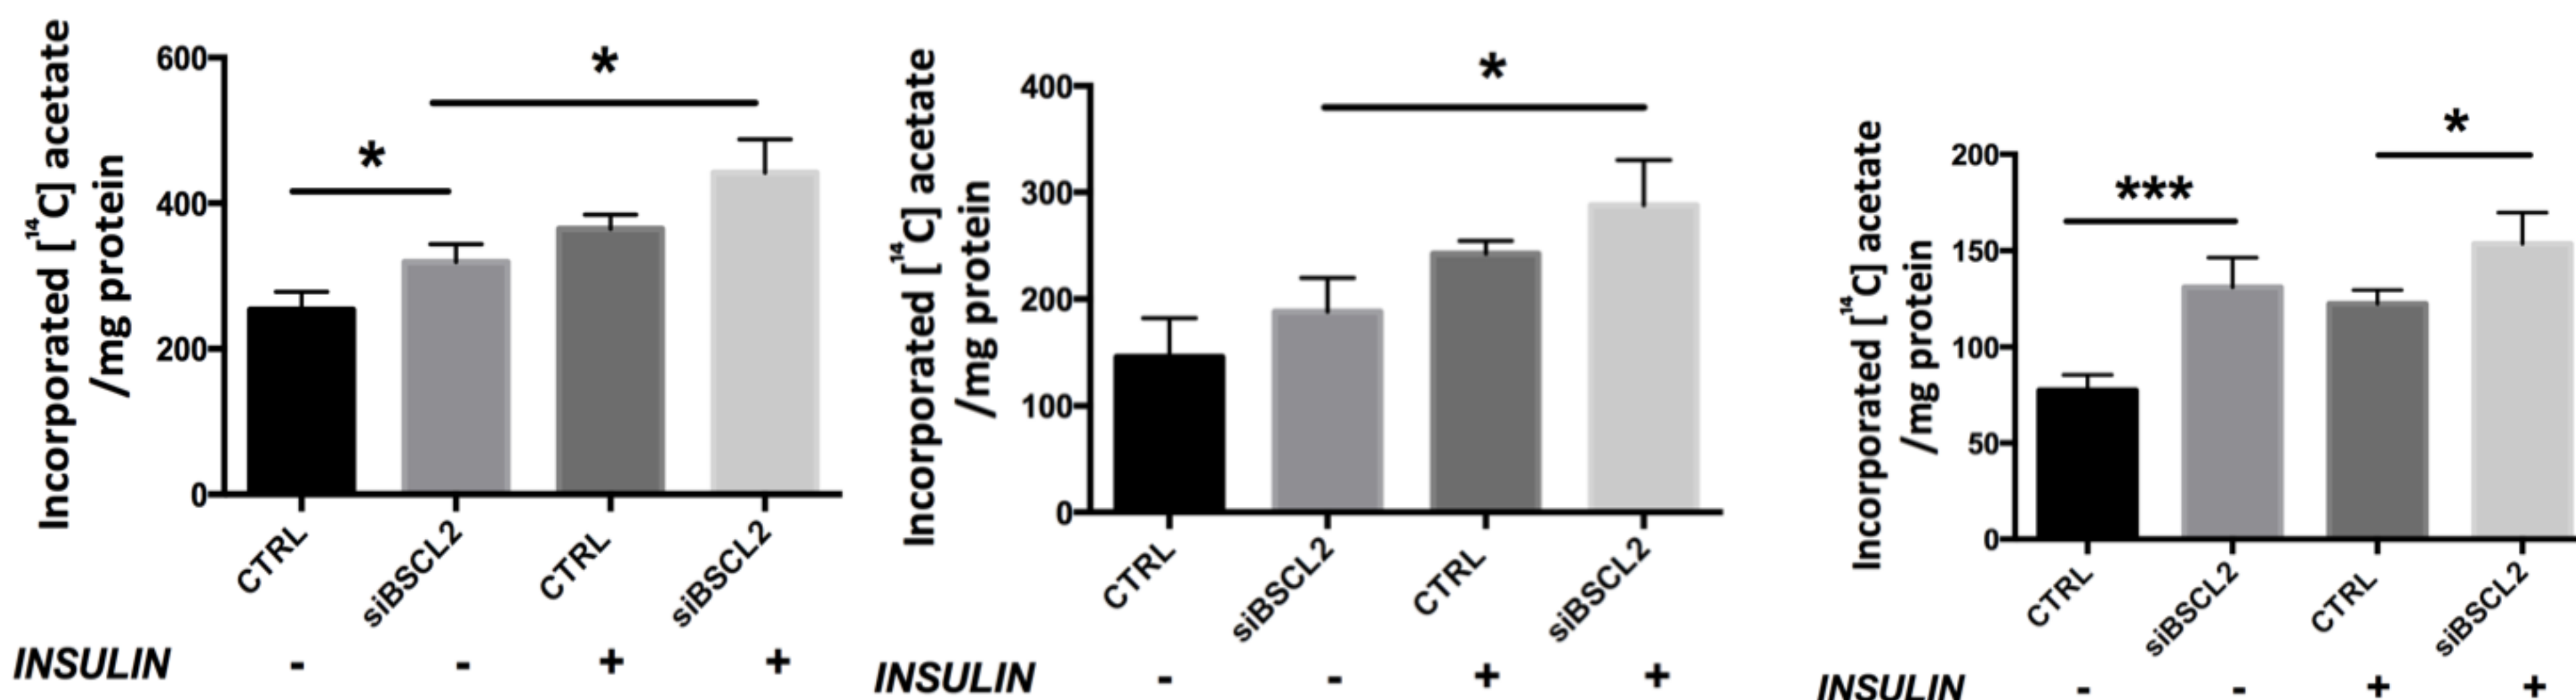 Incorporated [¹⁴C] acetate
/mg protein
600
400
200
0
*
*
CTRL
siBSCL2
CTRL
siBSCL2
INSULIN - - + +
Incorporated [¹⁴C] acetate
/mg protein
400
300
200
100
0
*
CTRL
siBSCL2
CTRL
siBSCL2
INSULIN - - + +
Incorporated [¹⁴C] acetate
/mg protein
200
150
100
50
0
***
*
CTRL
siBSCL2
CTRL
siBSCL2
INSULIN - - + +